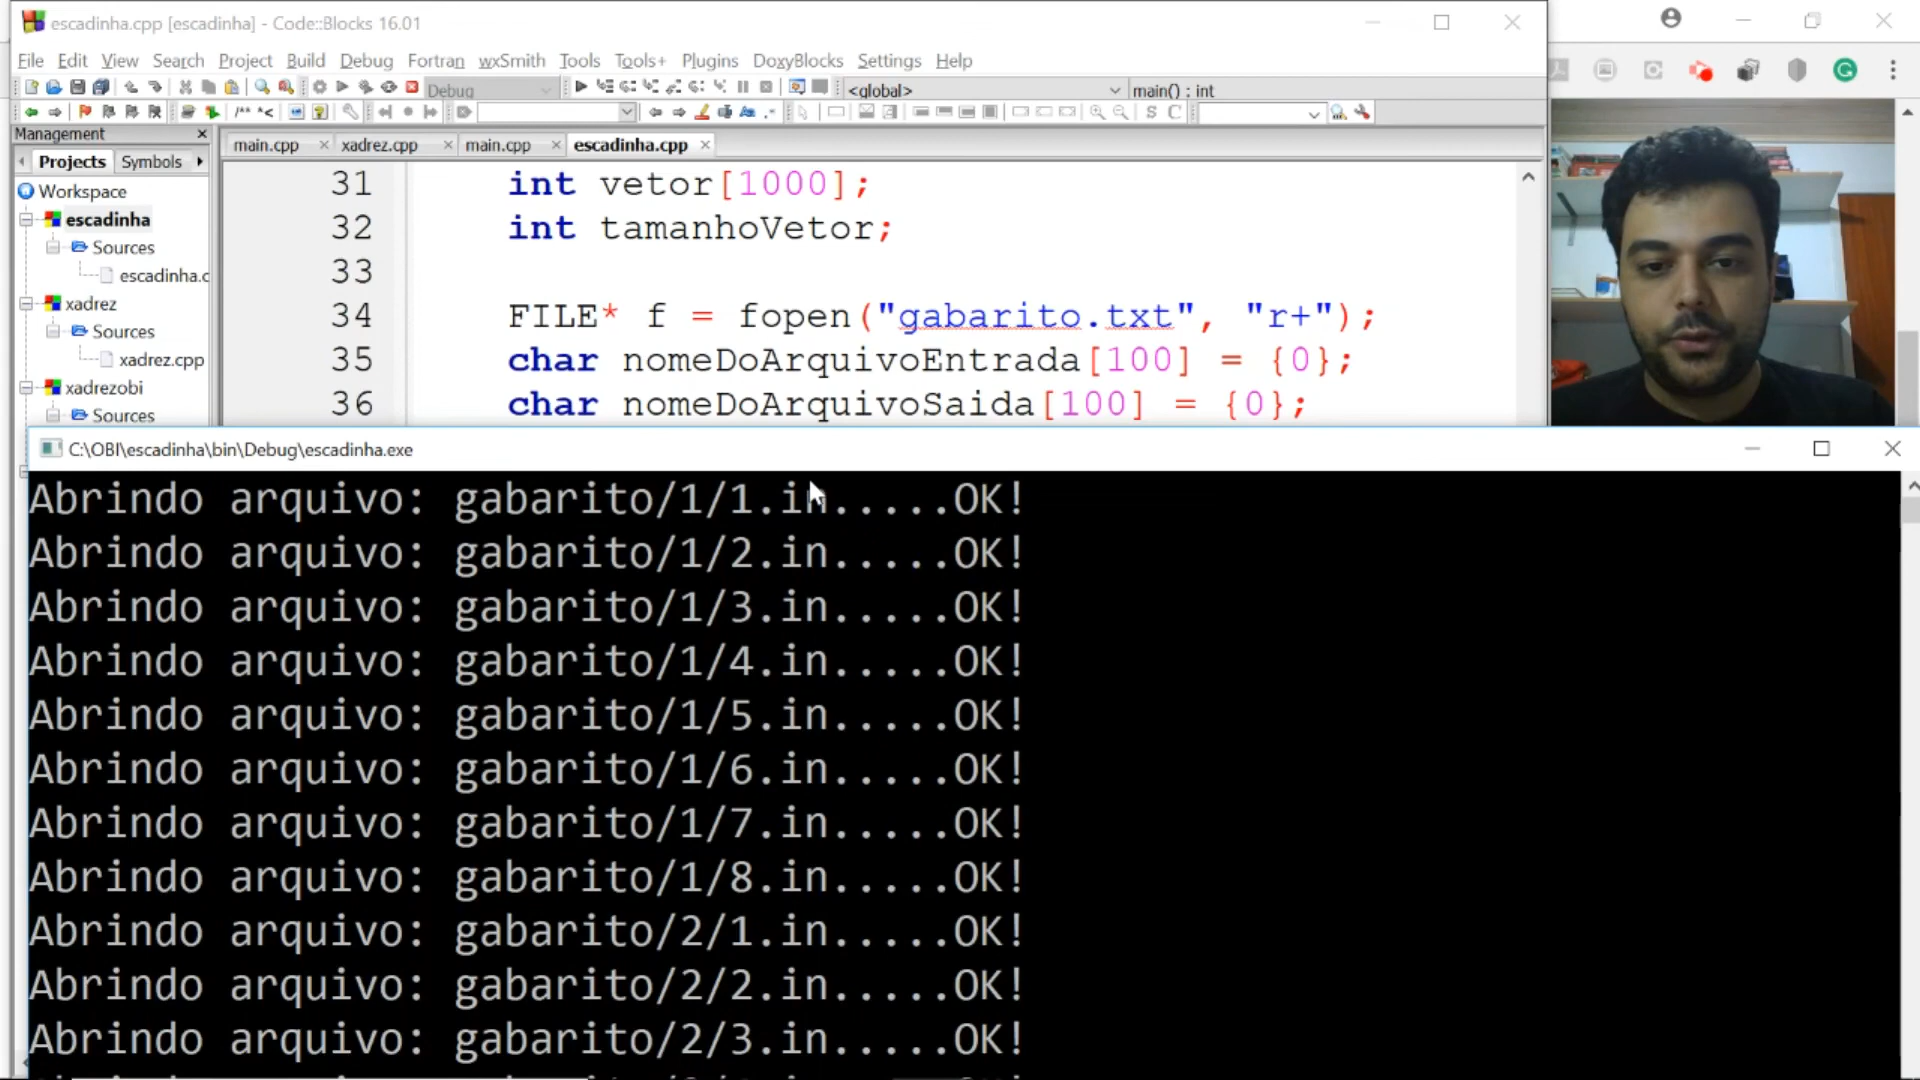 escadinha.cpp [escadinha] - Code::Blocks 16.01
File Edit View Search Project Build Debug Fortran wxSmith Tools Tools+ Plugins DoxyBlocks Settings Help
Debug <global> main() : int
Management
Projects Symbols
main.cpp xadrez.cpp main.cpp escadinha.cpp
Workspace
escadinha
Sources
escadinha.c
xadrez
Sources
xadrez.cpp
xadrezobi
Sources
31 int vetor[1000];
32 int tamanhoVetor;
33
34 FILE* f = fopen("gabarito.txt", "r+");
35 char nomeDoArquivoEntrada[100] = {0};
36 char nomeDoArquivoSaida[100] = {0};
C:\OBI\escadinha\bin\Debug\escadinha.exe
Abrindo arquivo: gabarito/1/1.in.....OK!
Abrindo arquivo: gabarito/1/2.in.....OK!
Abrindo arquivo: gabarito/1/3.in.....OK!
Abrindo arquivo: gabarito/1/4.in.....OK!
Abrindo arquivo: gabarito/1/5.in.....OK!
Abrindo arquivo: gabarito/1/6.in.....OK!
Abrindo arquivo: gabarito/1/7.in.....OK!
Abrindo arquivo: gabarito/1/8.in.....OK!
Abrindo arquivo: gabarito/2/1.in.....OK!
Abrindo arquivo: gabarito/2/2.in.....OK!
Abrindo arquivo: gabarito/2/3.in.....OK!